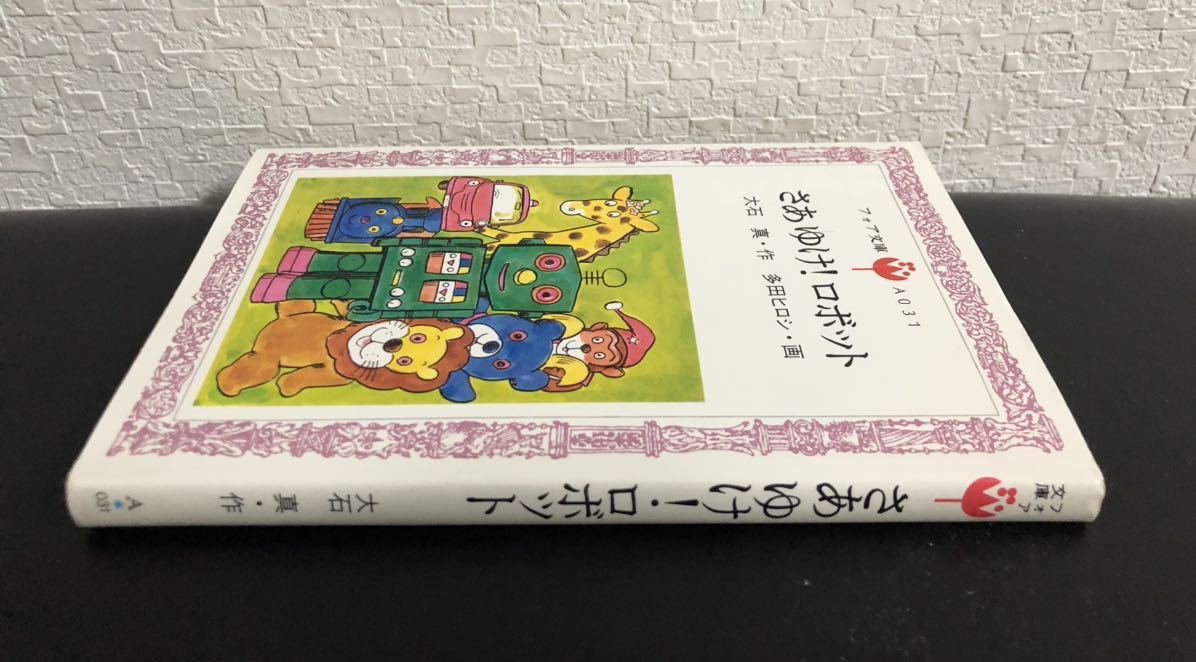 フォア文庫 A031
さあゆけ!ロボット
大石 真・作 多田ヒロシ・画
フォア
文庫
さあゆけ!ロボット
大石 真・作
A
031